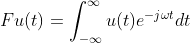 Fu(t) = ∫_{-∞}^{∞} u(t)e^{-jωt}dt